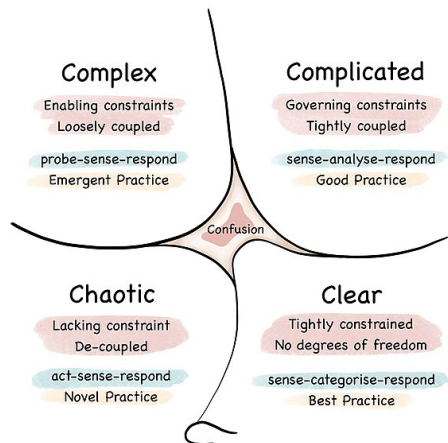 Complex
Enabling constraints
Loosely coupled
probe-sense-respond
Emergent Practice
Complicated
Governing constraints
Tightly coupled
sense-analyse-respond
Good Practice
Confusion
Chaotic
Lacking constraint
De-coupled
act-sense-respond
Novel Practice
Clear
Tightly constrained
No degrees of freedom
sense-categorise-respond
Best Practice